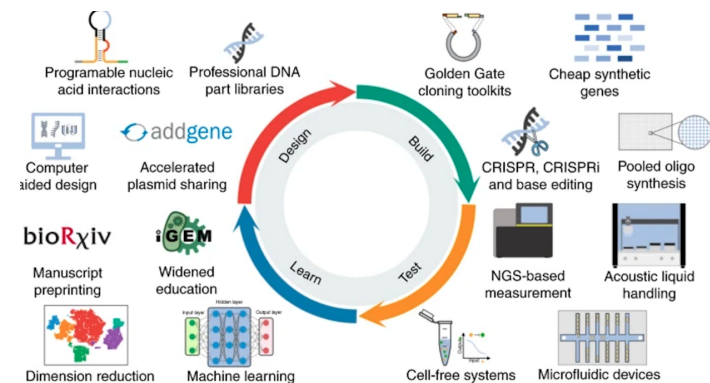 Programable nucleic
acid interactions
Professional DNA
part libraries
Golden Gate
cloning toolkits
Cheap synthetic
genes
Computer
aided design
addgene
Accelerated
plasmid sharing
Design
Build
CRISPR, CRISPRi
and base editing
Pooled oligo
synthesis
bioRχiv
Manuscript
preprinting
iGEM
Widened
education
Learn
Test
NGS-based
measurement
Acoustic liquid
handling
Dimension reduction
Input layer
Hidden layer
Output layer
Machine learning
Cell-free systems
Outputs
Input
Microfluidic devices